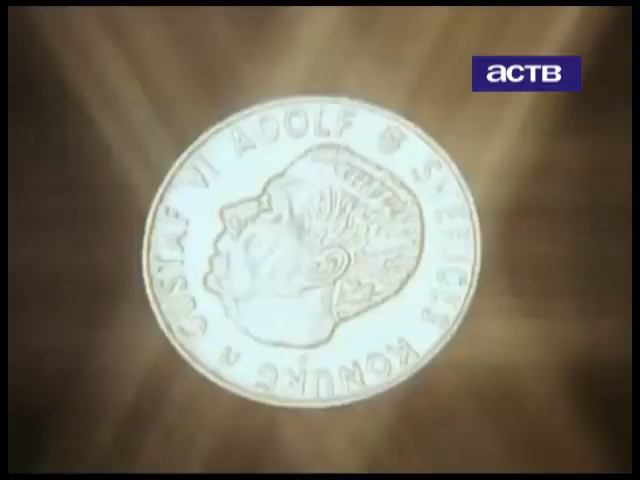 АСТВ
GUSTAF VI ADOLF
SVERIGES KONUNG